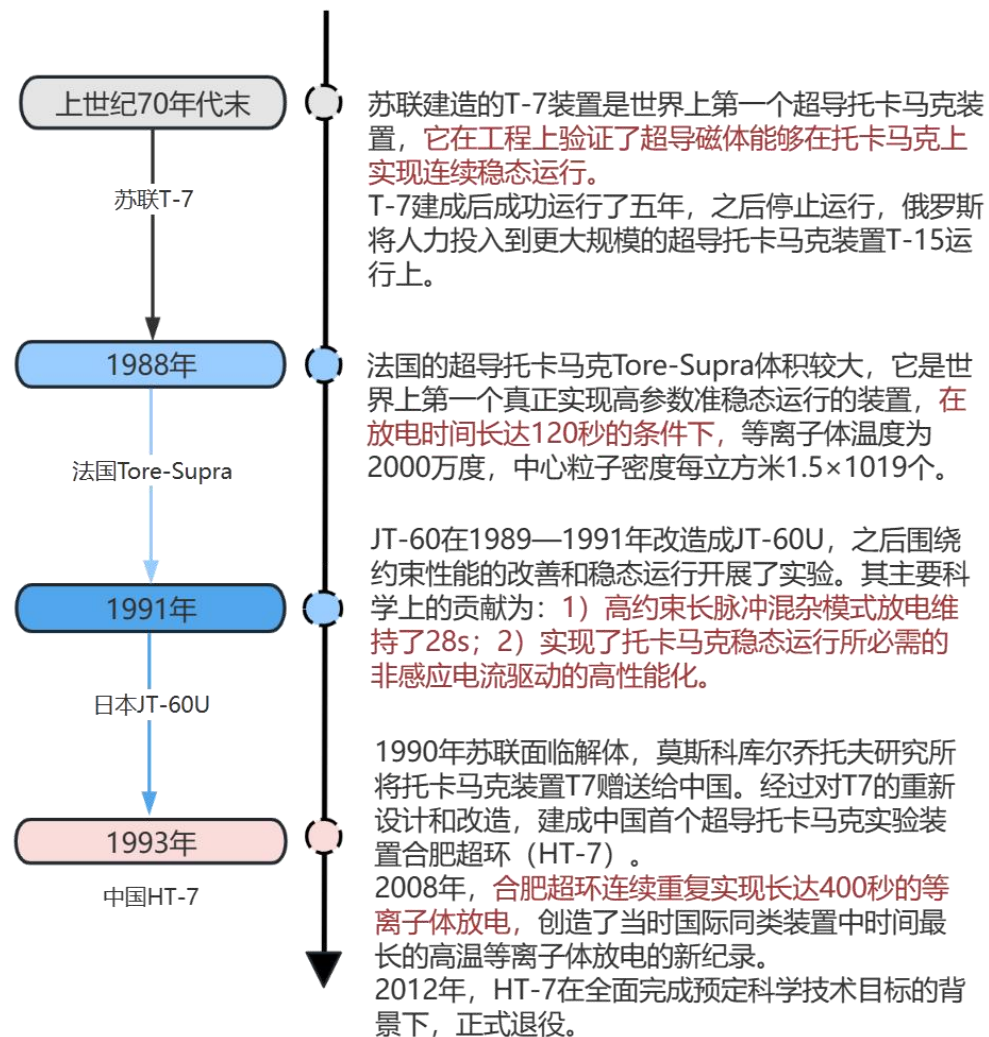 上世纪70年代末
苏联建造的T-7装置是世界上第一个超导托卡马克装
置，它在工程上验证了超导磁体能够在托卡马克上
实现连续稳态运行。
T-7建成后成功运行了五年，之后停止运行，俄罗斯
将人力投入到更大规模的超导托卡马克装置T-15运
行上。
苏联T-7
1988年
法国的超导托卡马克Tore-Supra体积较大，它是世
界上第一个真正实现高参数准稳态运行的装置，在
放电时间长达120秒的条件下，等离子体温度为
2000万度，中心粒子密度每立方米1.5×1019个。
法国Tore-Supra
1991年
JT-60在1989—1991年改造成JT-60U，之后围绕
约束性能的改善和稳态运行开展了实验。其主要科
学上的贡献为：1）高约束长脉冲混杂模式放电维
持了28s；2）实现了托卡马克稳态运行所必需的
非感应电流驱动的高性能化。
日本JT-60U
1993年
1990年苏联面临解体，莫斯科库尔乔托夫研究所
将托卡马克装置T7赠送给中国。经过对T7的重新
设计和改造，建成中国首个超导托卡马克实验装
置合肥超环（HT-7）。
2008年，合肥超环连续重复实现长达400秒的等
离子体放电，创造了当时国际同类装置中时间最
长的高温等离子体放电的新纪录。
2012年，HT-7在全面完成预定科学技术目标的背
景下，正式退役。
中国HT-7